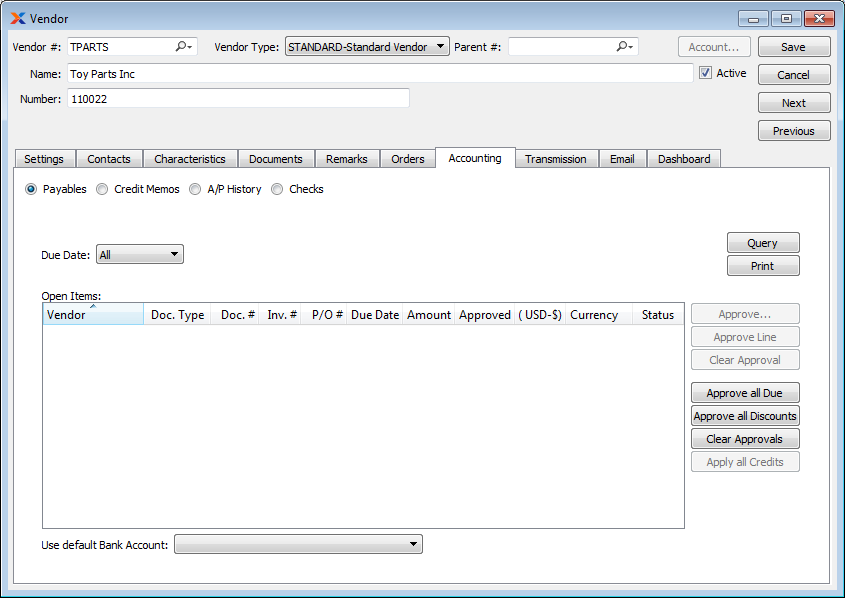 Vendor
Vendor #: TPARTS Vendor Type: STANDARD-Standard Vendor Parent #: Account... Save
Name: Toy Parts Inc Active Cancel
Number: 110022 Next
Previous
Settings Contacts Characteristics Documents Remarks Orders Accounting Transmission Email Dashboard
Payables Credit Memos A/P History Checks
Due Date: All Query
Print
Open Items:
Vendor Doc. Type Doc. # Inv. # P/O # Due Date Amount Approved ( USD-$) Currency Status Approve...
Approve Line
Clear Approval
Approve all Due
Approve all Discounts
Clear Approvals
Apply all Credits
Use default Bank Account: